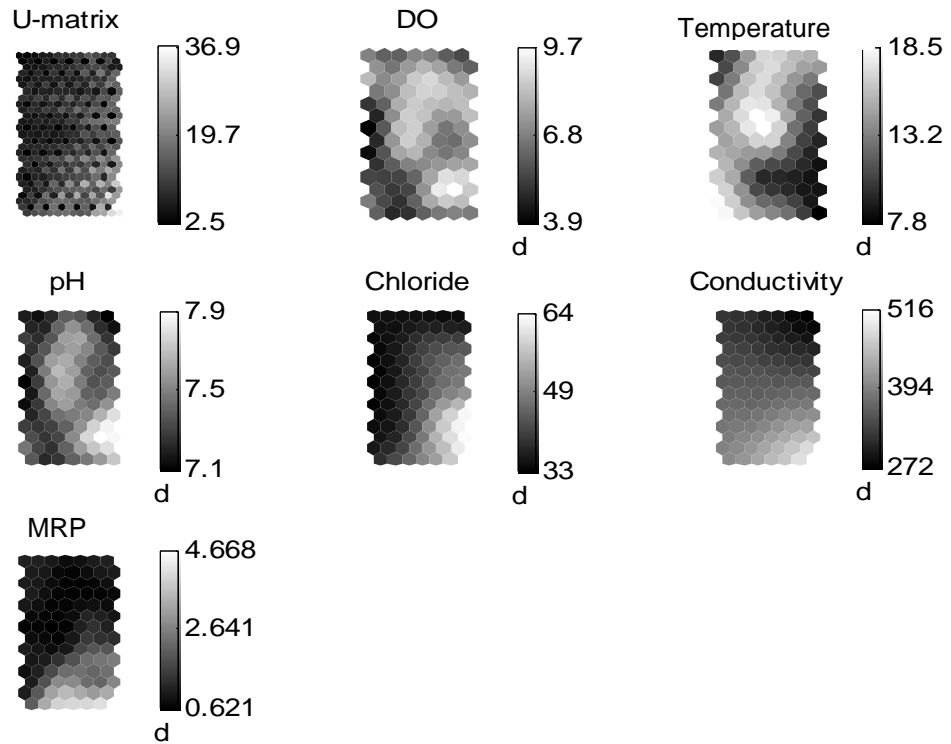 U-matrix
36.9
19.7
2.5
DO
9.7
6.8
3.9
d
Temperature
18.5
13.2
7.8
d
pH
7.9
7.5
7.1
d
Chloride
64
49
33
d
Conductivity
516
394
272
d
MRP
4.668
2.641
0.621
d